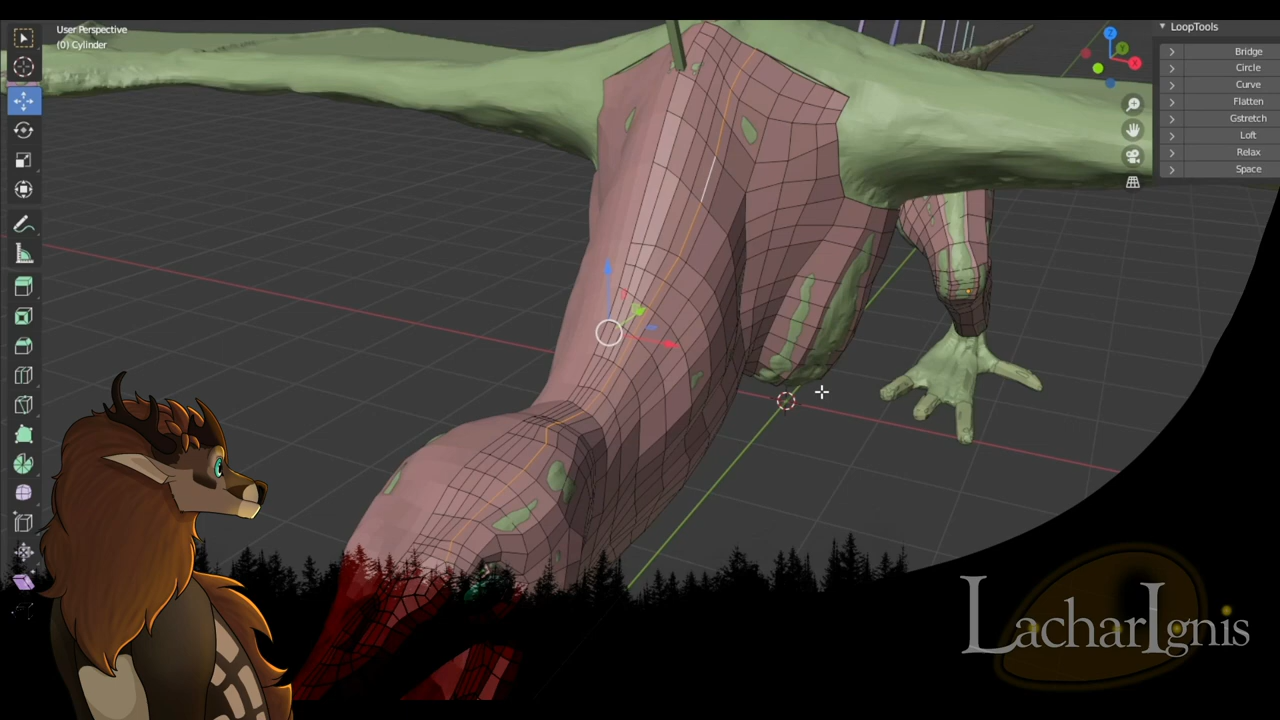 User Perspective
(0) Cylinder
LoopTools
Bridge
Circle
Curve
Flatten
Gstretch
Loft
Relax
Space
Z
Y
X
LacharIgnis